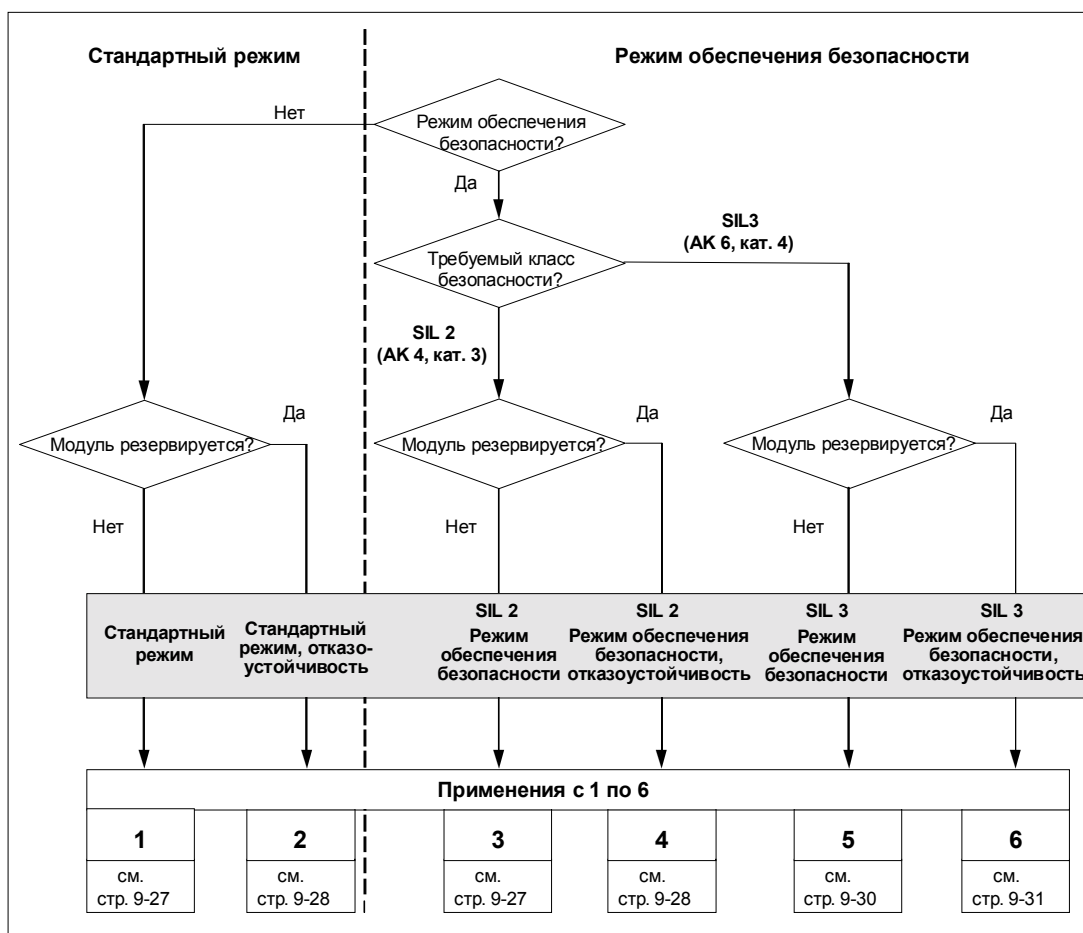 Стандартный режим
Режим обеспечения безопасности
Нет
Режим обеспечения
безопасности?
Да
SIL3
(AK 6, кат. 4)
Требуемый класс
безопасности?
SIL 2
(AK 4, кат. 3)
Да
Да
Да
Модуль резервируется?
Модуль резервируется?
Модуль резервируется?
Нет
Нет
Нет
Стандартный
режим
Стандартный
режим, отказо-
устойчивость
SIL 2
Режим
обеспечения
безопасности
SIL 2
Режим обеспечения
безопасности,
отказоустойчивость
SIL 3
Режим
обеспечения
безопасности
SIL 3
Режим обеспечения
безопасности,
отказоустойчивость
Применения с 1 по 6
1
см.
стр. 9-27
2
см.
стр. 9-28
3
см.
стр. 9-27
4
см.
стр. 9-28
5
см.
стр. 9-30
6
см.
стр. 9-31